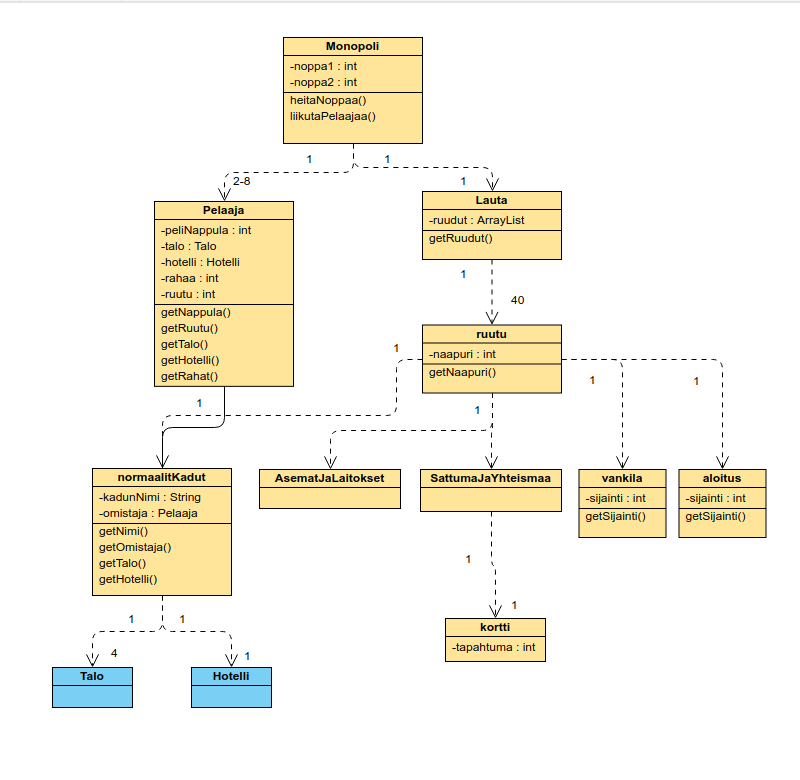 Monopoli
-noppa1 : int
-noppa2 : int
heitaNoppaa()
liikutaPelaajaa()
1
1
2-8
1
Pelaaja
-peliNappula : int
-talo : Talo
-hotelli : Hotelli
-rahaa : int
-ruutu : int
getNappula()
getRuutu()
getTalo()
getHotelli()
getRahat()
Lauta
-ruudut : ArrayList
getRuudut()
1
40
ruutu
-naapuri : int
getNaapuri()
1
1
1
1
1
normaalitKadut
-kadunNimi : String
-omistaja : Pelaaja
getNimi()
getOmistaja()
getTalo()
getHotelli()
AsematJaLaitokset
SattumaJaYhteismaa
vankila
-sijainti : int
getSijainti()
aloitus
-sijainti : int
getSijainti()
1
1
kortti
-tapahtuma : int
1
1
4
1
Talo
Hotelli